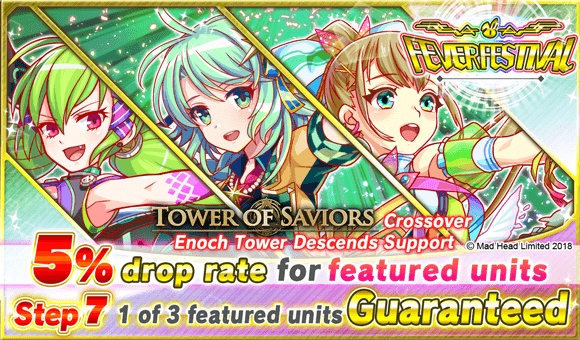 FEVER FESTIVAL
TOWER OF SAVIORS Crossover
Enoch Tower Descends Support
© Mad Head Limited 2018
5% drop rate for featured units
Step 7 1 of 3 featured units Guaranteed